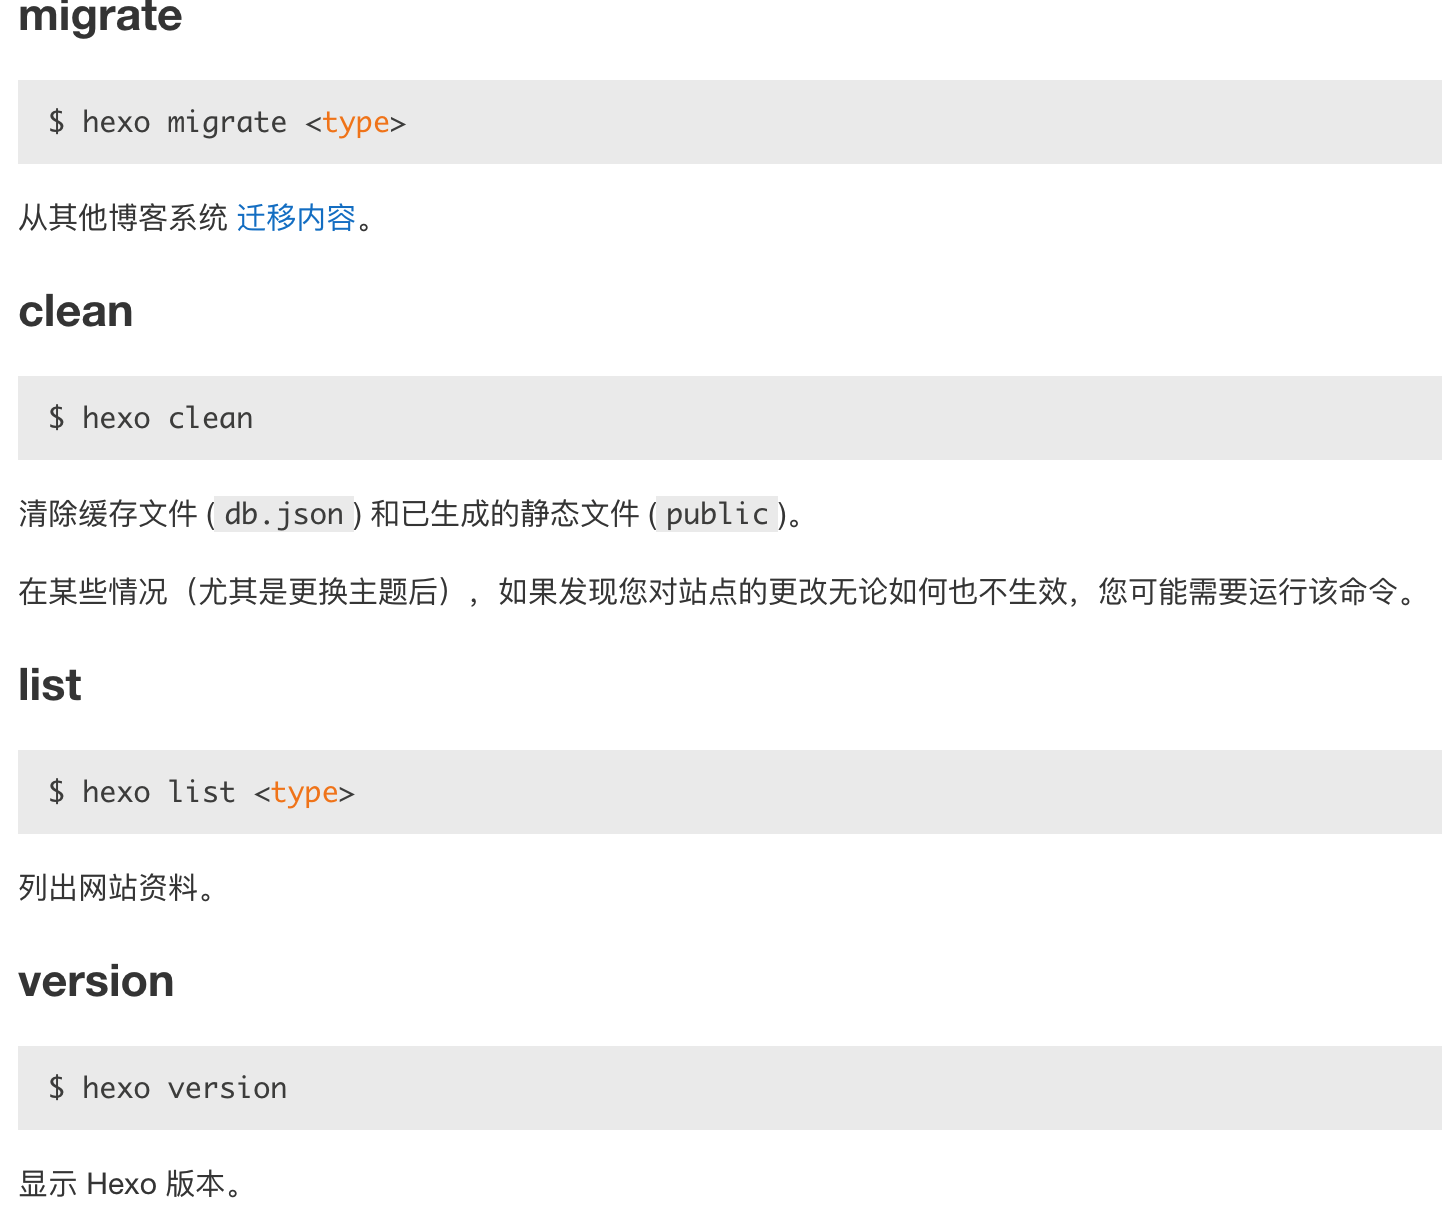 migrate
$ hexo migrate <type>
从其他博客系统 迁移内容。
clean
$ hexo clean
清除缓存文件 (db.json) 和已生成的静态文件 (public)。
在某些情况（尤其是更换主题后），如果发现您对站点的更改无论如何也不生效，您可能需要运行该命令。
list
$ hexo list <type>
列出网站资料。
version
$ hexo version
显示 Hexo 版本。